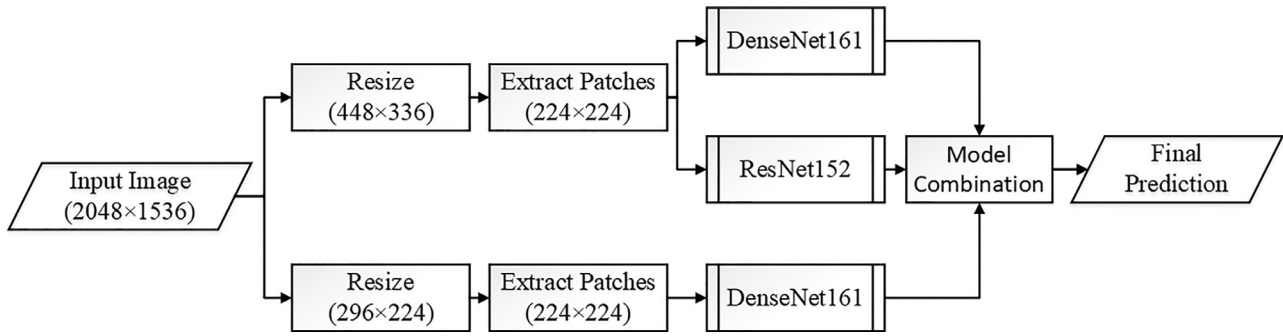 Input Image
(2048×1536)
Resize
(448×336)
Extract Patches
(224×224)
DenseNet161
ResNet152
Resize
(296×224)
Extract Patches
(224×224)
DenseNet161
Model
Combination
Final
Prediction